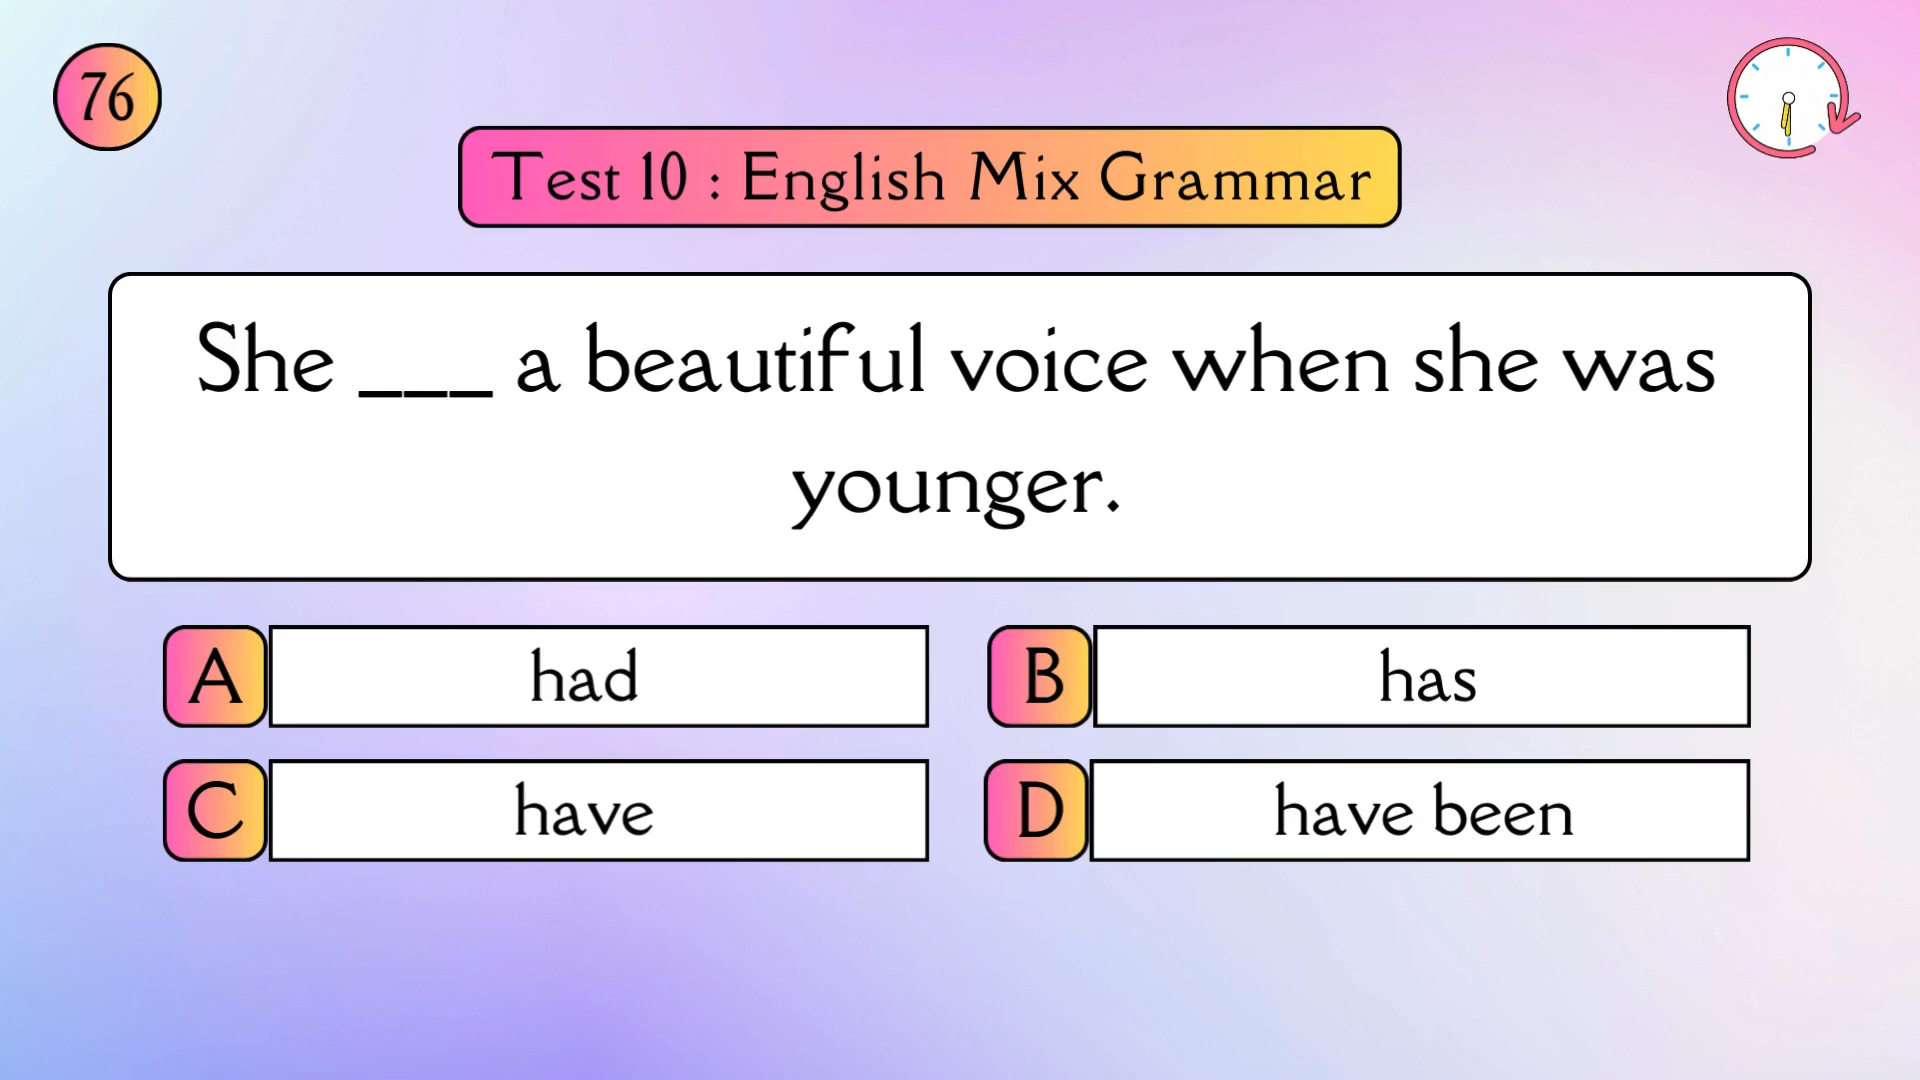 76
Test 10 : English Mix Grammar
She ___ a beautiful voice when she was
younger.
A had
B has
C have
D have been